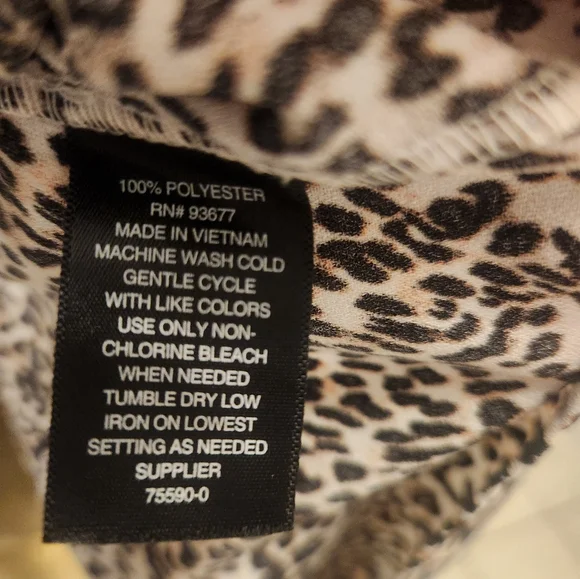 100% POLYESTER
RN# 93677
MADE IN VIETNAM
MACHINE WASH COLD
GENTLE CYCLE
WITH LIKE COLORS
USE ONLY NON-
CHLORINE BLEACH
WHEN NEEDED
TUMBLE DRY LOW
IRON ON LOWEST
SETTING AS NEEDED
SUPPLIER
75590-0